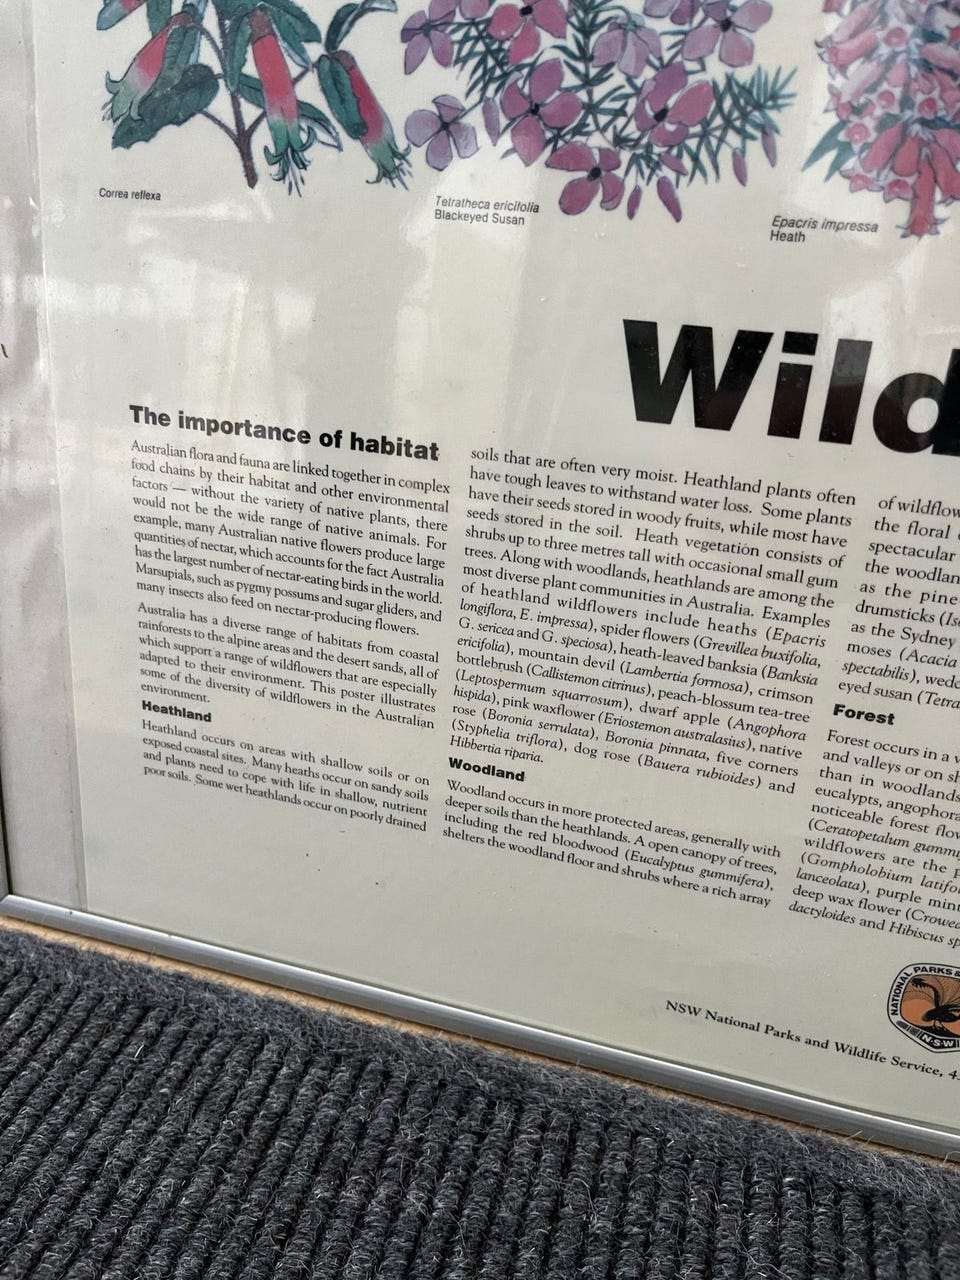 Correa reflexa
Tetratheca ericifolia
Blackeyed Susan
Epacris impressa
Heath
Wild
The importance of habitat
Australian flora and fauna are linked together in complex
food chains by their habitat and other environmental
factors — without the variety of native plants, there
would not be the wide range of native animals. For
example, many Australian native flowers produce large
quantities of nectar, which accounts for the fact Australia
has the largest number of nectar-eating birds in the world.
Marsupials, such as pygmy possums and sugar gliders, and
many insects also feed on nectar-producing flowers.
Australia has a diverse range of habitats from coastal
rainforests to the alpine areas and the desert sands, all of
which support a range of wildflowers that are especially
adapted to their environment. This poster illustrates
some of the diversity of wildflowers in the Australian
environment.
Heathland
Heathland occurs on areas with shallow soils or on
exposed coastal sites. Many heaths occur on sandy soils
and plants need to cope with life in shallow, nutrient
poor soils. Some wet heathlands occur on poorly drained
soils that are often very moist. Heathland plants often
have tough leaves to withstand water loss. Some plants
have their seeds stored in woody fruits, while most have
seeds stored in the soil. Heath vegetation consists of
shrubs up to three metres tall with occasional small gum
trees. Along with woodlands, heathlands are among the
most diverse plant communities in Australia. Examples
of heathland wildflowers include heaths (Epacris
longiflora, E. impressa), spider flowers (Grevillea buxifolia,
G. sericea and G. speciosa), heath-leaved banksia (Banksia
ericifolia), mountain devil (Lambertia formosa), crimson
bottlebrush (Callistemon citrinus), peach-blossom tea-tree
(Leptospermum squarrosum), dwarf apple (Angophora
hispida), pink waxflower (Eriostemon australasius), native
rose (Boronia serrulata), Boronia pinnata, five corners
(Styphelia triflora), dog rose (Bauera rubioides) and
Hibbertia riparia.
Woodland
Woodland occurs in more protected areas, generally with
deeper soils than the heathlands. A open canopy of trees,
including the red bloodwood (Eucalyptus gummifera),
shelters the woodland floor and shrubs where a rich array
of wildflow
the floral
spectacular
the woodlan
as the pine
drumsticks (Iso
as the Sydney
moses (Acacia
spectabilis), wedg
eyed susan (Tetra
Forest
Forest occurs in a v
and valleys or on sh
than in woodlands
eucalypts, angophora
noticeable forest flow
(Ceratopetalum gummi
wildflowers are the p
(Gompholobium latifol
lanceolata), purple mint
deep wax flower (Crowea
dactyloides and Hibiscus sp
NATIONAL PARKS &
N·S·W
NSW National Parks and Wildlife Service, 4